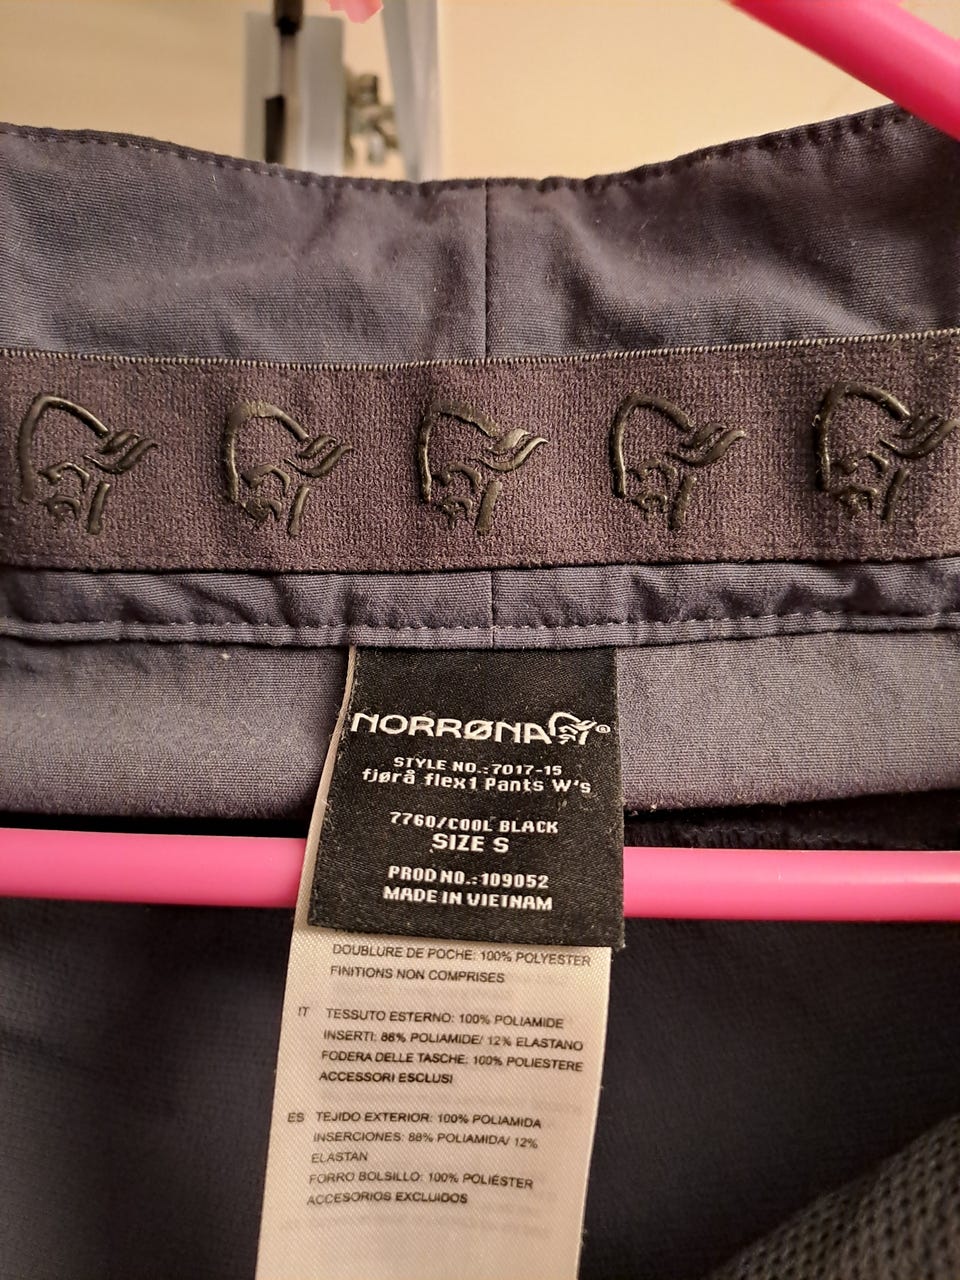 NORRØNA®
STYLE NO.:7017-15
fjørå flex1 Pants W's
7760/COOL BLACK
SIZE S
PROD NO.:109052
MADE IN VIETNAM
DOUBLURE DE POCHE: 100% POLYESTER
FINITIONS NON COMPRISES
IT TESSUTO ESTERNO: 100% POLIAMIDE
INSERTI: 88% POLIAMIDE/ 12% ELASTANO
FODERA DELLE TASCHE: 100% POLIESTERE
ACCESSORI ESCLUSI
ES TEJIDO EXTERIOR: 100% POLIAMIDA
INSERCIONES: 88% POLIAMIDA/ 12%
ELASTAN
FORRO BOLSILLO: 100% POLIÉSTER
ACCESORIOS EXCLUIDOS